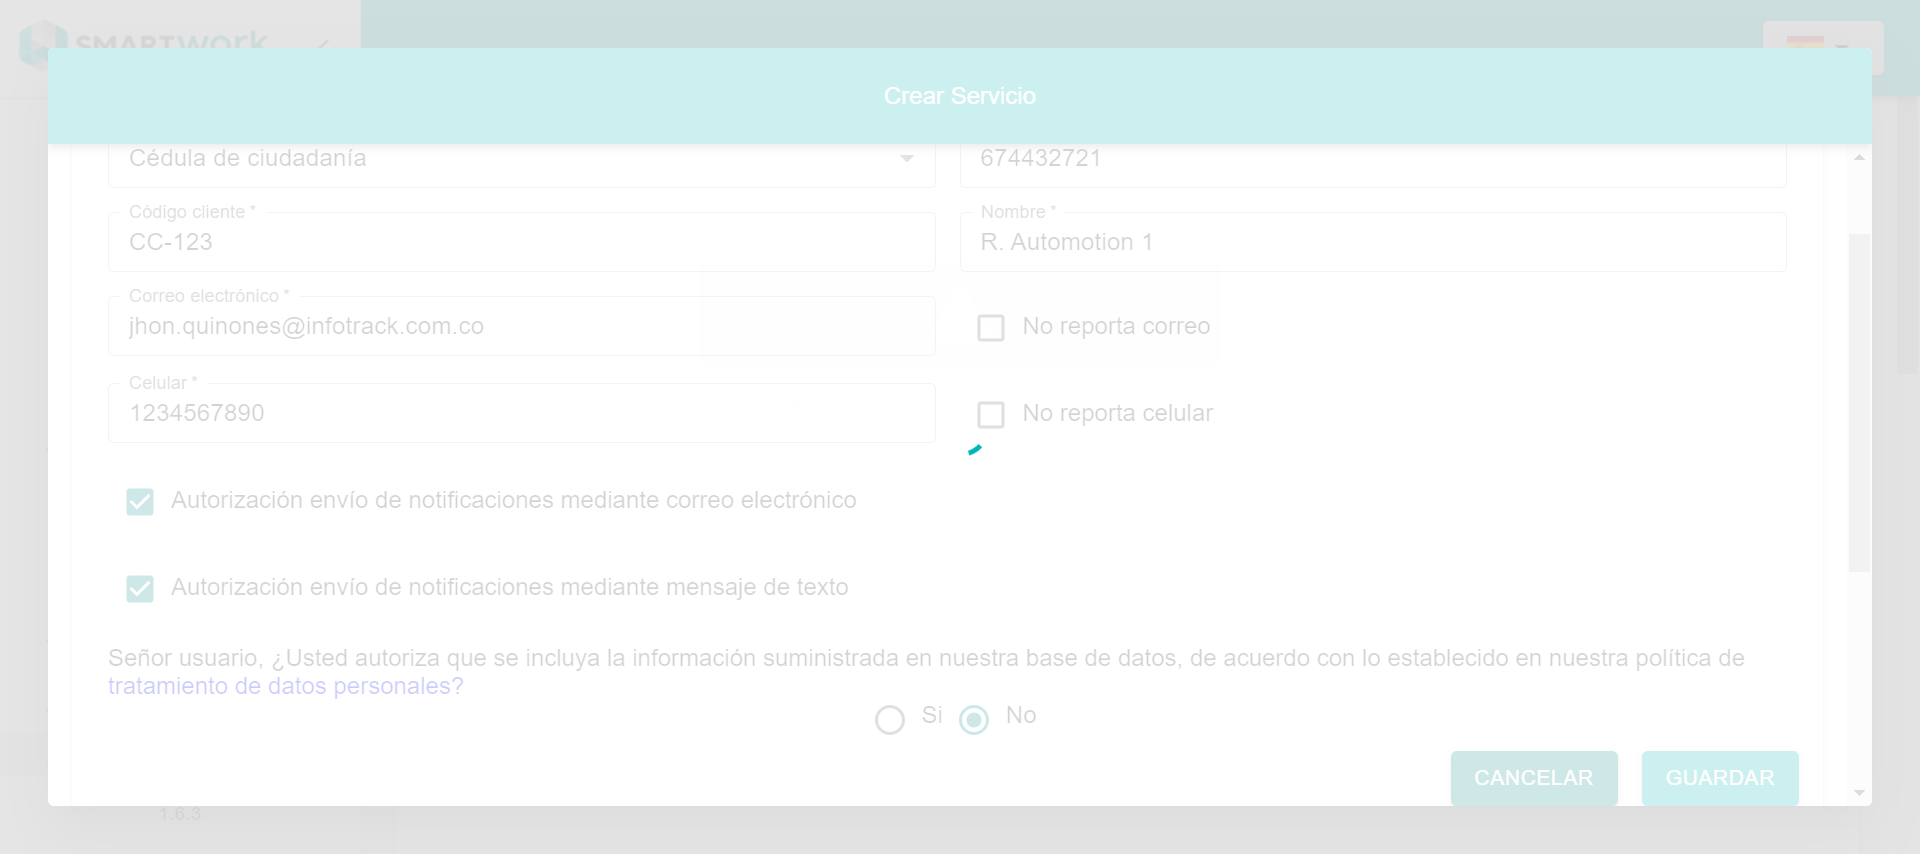 SMARTwork
Crear Servicio
Cédula de ciudadanía
674432721
Código cliente *
CC-123
Nombre *
R. Automotion 1
Correo electrónico *
jhon.quinones@infotrack.com.co
No reporta correo
Celular *
1234567890
No reporta celular
Autorización envío de notificaciones mediante correo electrónico
Autorización envío de notificaciones mediante mensaje de texto
Señor usuario, ¿Usted autoriza que se incluya la información suministrada en nuestra base de datos, de acuerdo con lo establecido en nuestra política de
tratamiento de datos personales?
Si No
CANCELAR GUARDAR
1.6.3